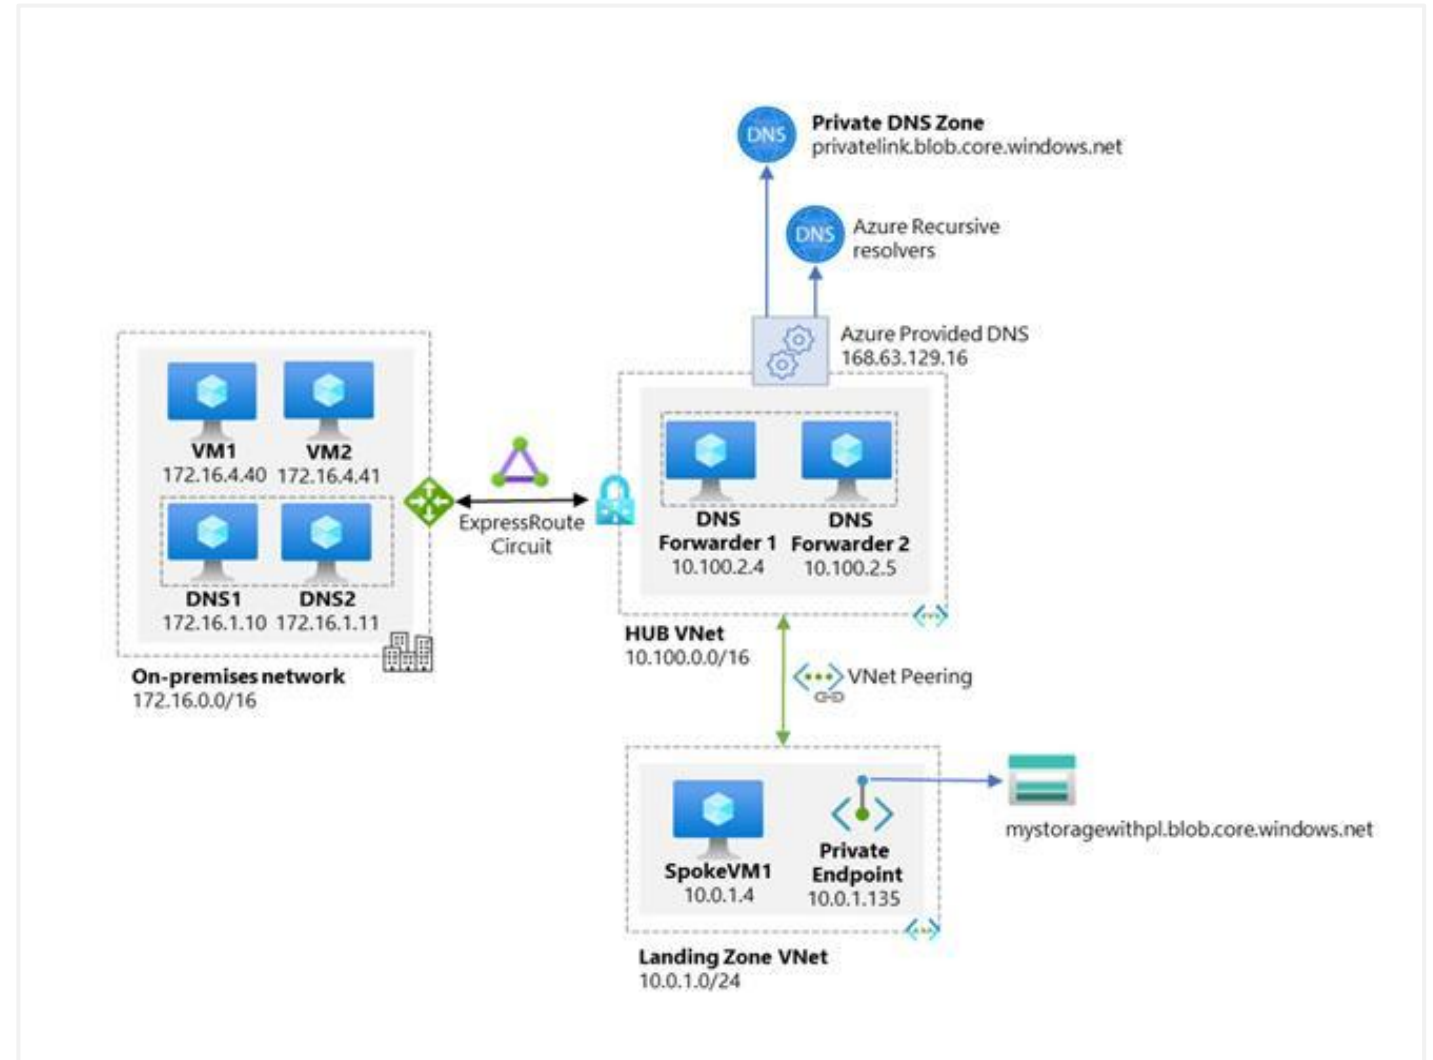 DNS
Private DNS Zone
privatelink.blob.core.windows.net
DNS
Azure Recursive
resolvers
Azure Provided DNS
168.63.129.16
VM1
172.16.4.40
VM2
172.16.4.41
DNS1
172.16.1.10
DNS2
172.16.1.11
On-premises network
172.16.0.0/16
ExpressRoute
Circuit
DNS
Forwarder 1
10.100.2.4
DNS
Forwarder 2
10.100.2.5
HUB VNet
10.100.0.0/16
VNet Peering
SpokeVM1
10.0.1.4
Private
Endpoint
10.0.1.135
mystoragewithpl.blob.core.windows.net
Landing Zone VNet
10.0.1.0/24